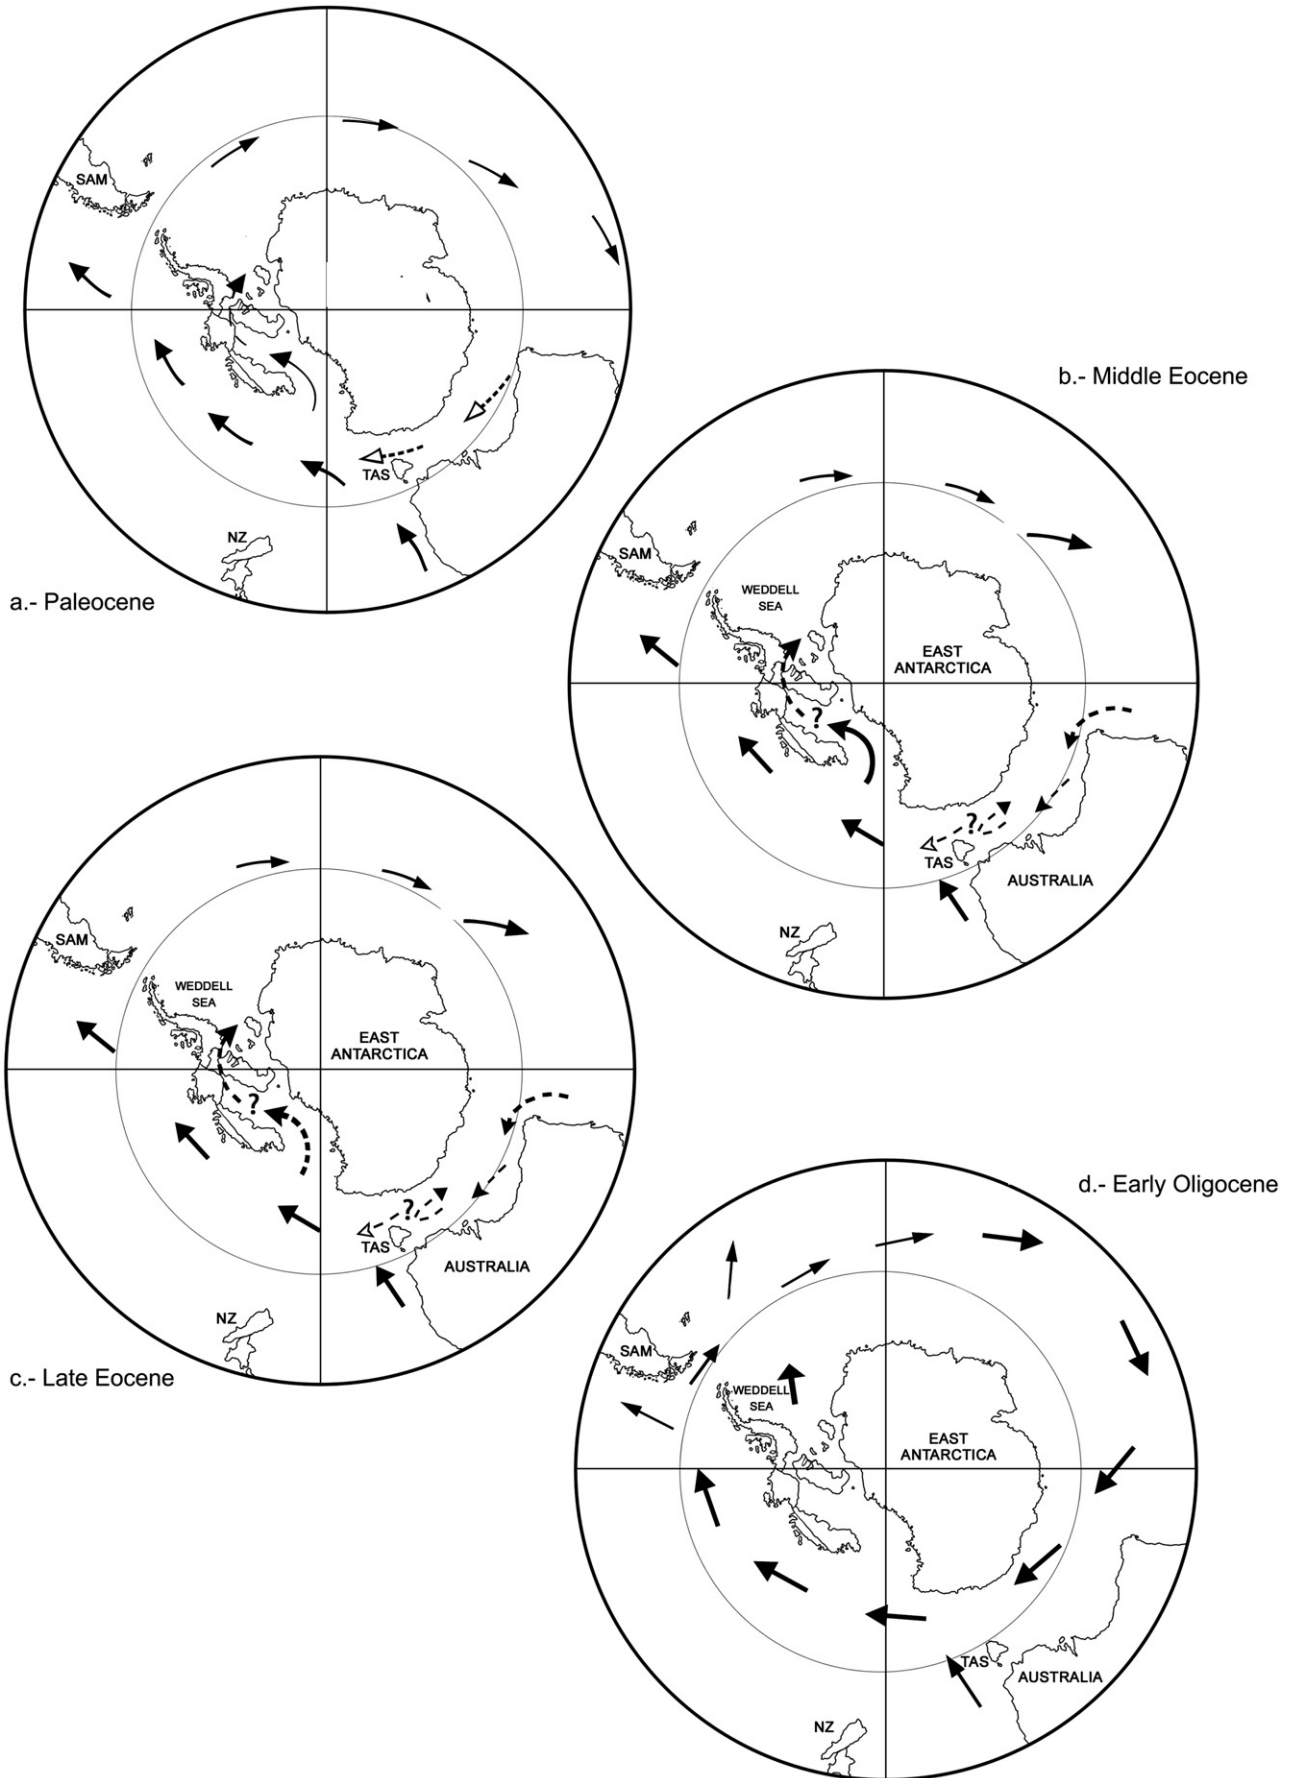 SAM
TAS
NZ
a.- Paleocene
b.- Middle Eocene
SAM
WEDDELL
SEA
EAST
ANTARCTICA
?
?
TAS
AUSTRALIA
NZ
SAM
WEDDELL
SEA
EAST
ANTARCTICA
?
?
TAS
AUSTRALIA
NZ
c.- Late Eocene
d.- Early Oligocene
SAM
WEDDELL
SEA
EAST
ANTARCTICA
TAS
AUSTRALIA
NZ